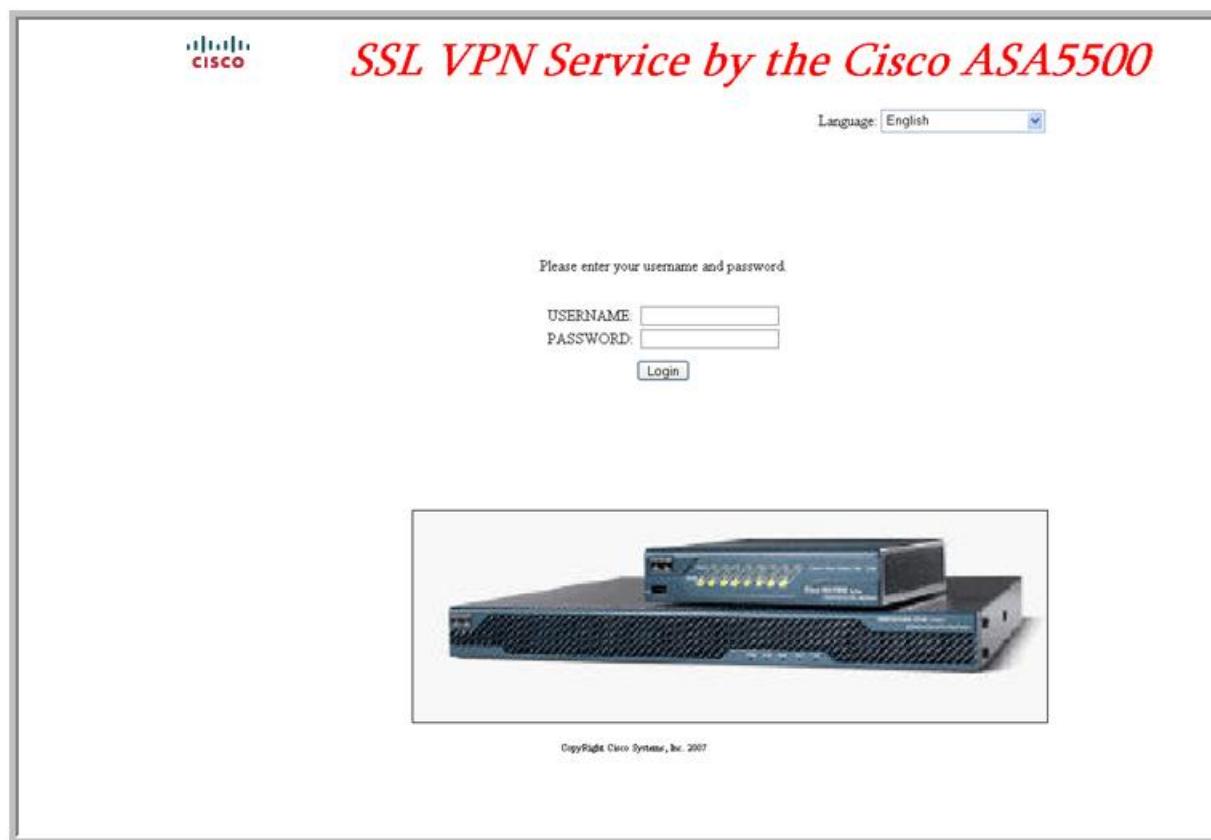 CISCO
SSL VPN Service by the Cisco ASA5500
Language: English
Please enter your username and password.
USERNAME:
PASSWORD:
Login
CopyRight Cisco Systems, Inc. 2007